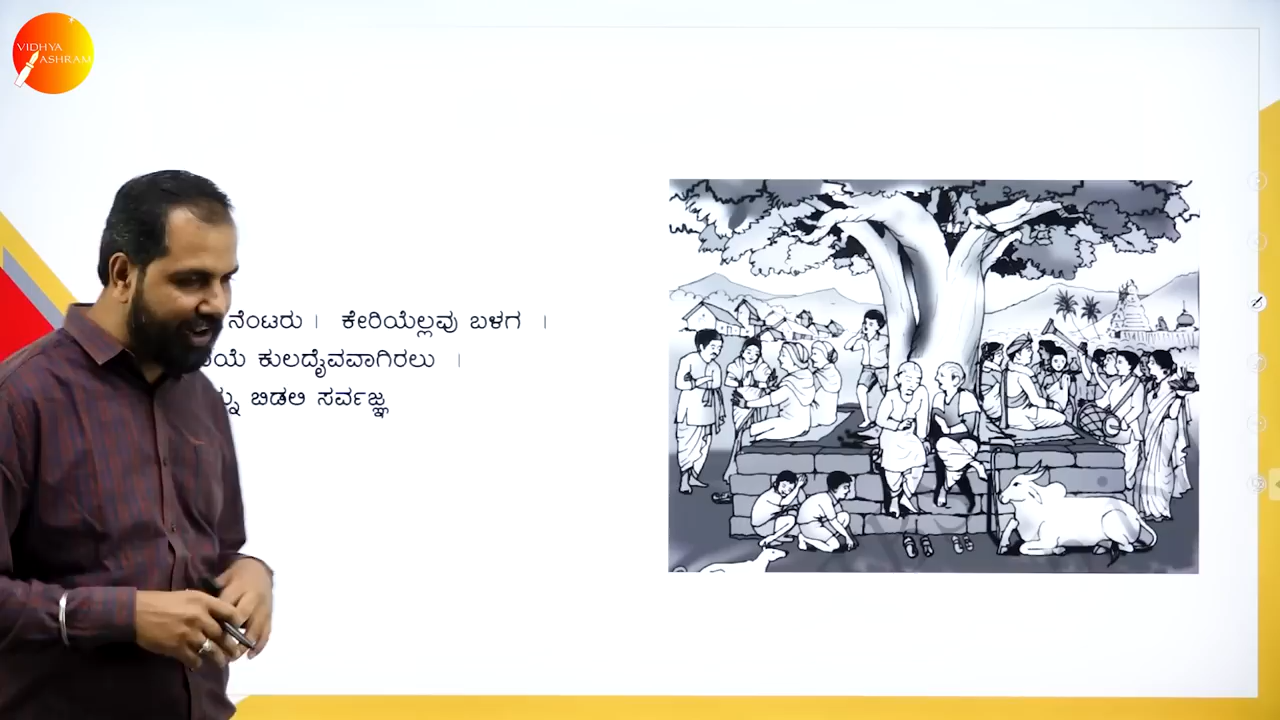 VIDHYA
ASHRAM
ನೆಂಟರು । ಕೇರಿಯೆಲ್ಲವು ಬಳಗ ।
ಯೆ ಕುಲದೈವವಾಗಿರಲು ।
ಬಿಡಲಿ ಸರ್ವಜ್ಞ